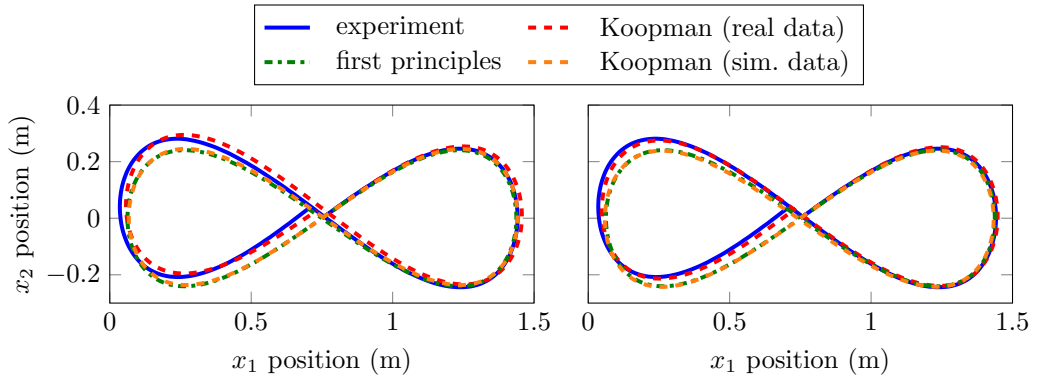 experiment Koopman (real data)
first principles Koopman (sim. data)
0.4
0.2
0
−0.2
x₂ position (m)
0 0.5 1 1.5
x₁ position (m)
0 0.5 1 1.5
x₁ position (m)